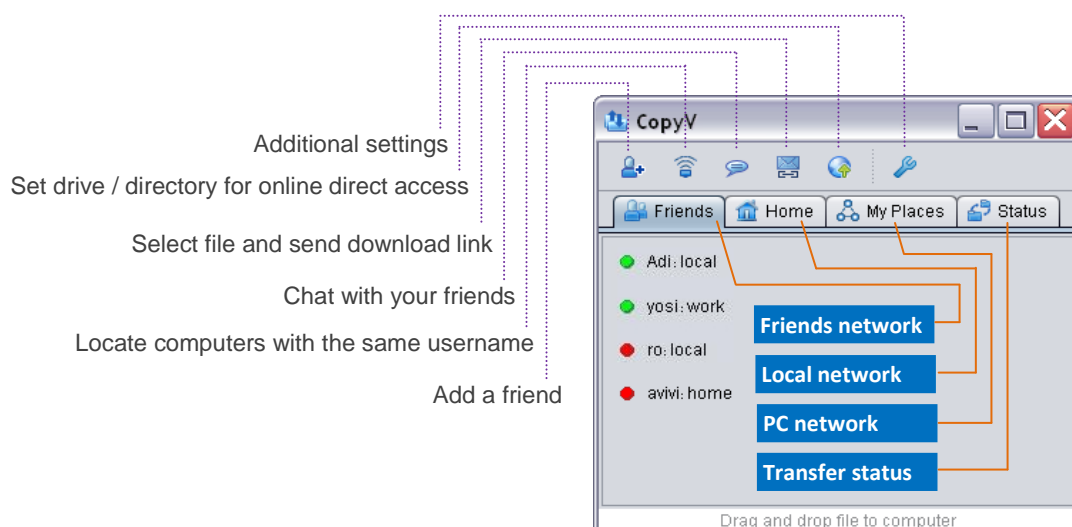 CopyV
Additional settings
Set drive / directory for online direct access
Select file and send download link
Chat with your friends
Locate computers with the same username
Add a friend
Friends
Home
My Places
Status
Adi:local
yosi:work
ro:local
avivi:home
Friends network
Local network
PC network
Transfer status
Drag and drop file to computer